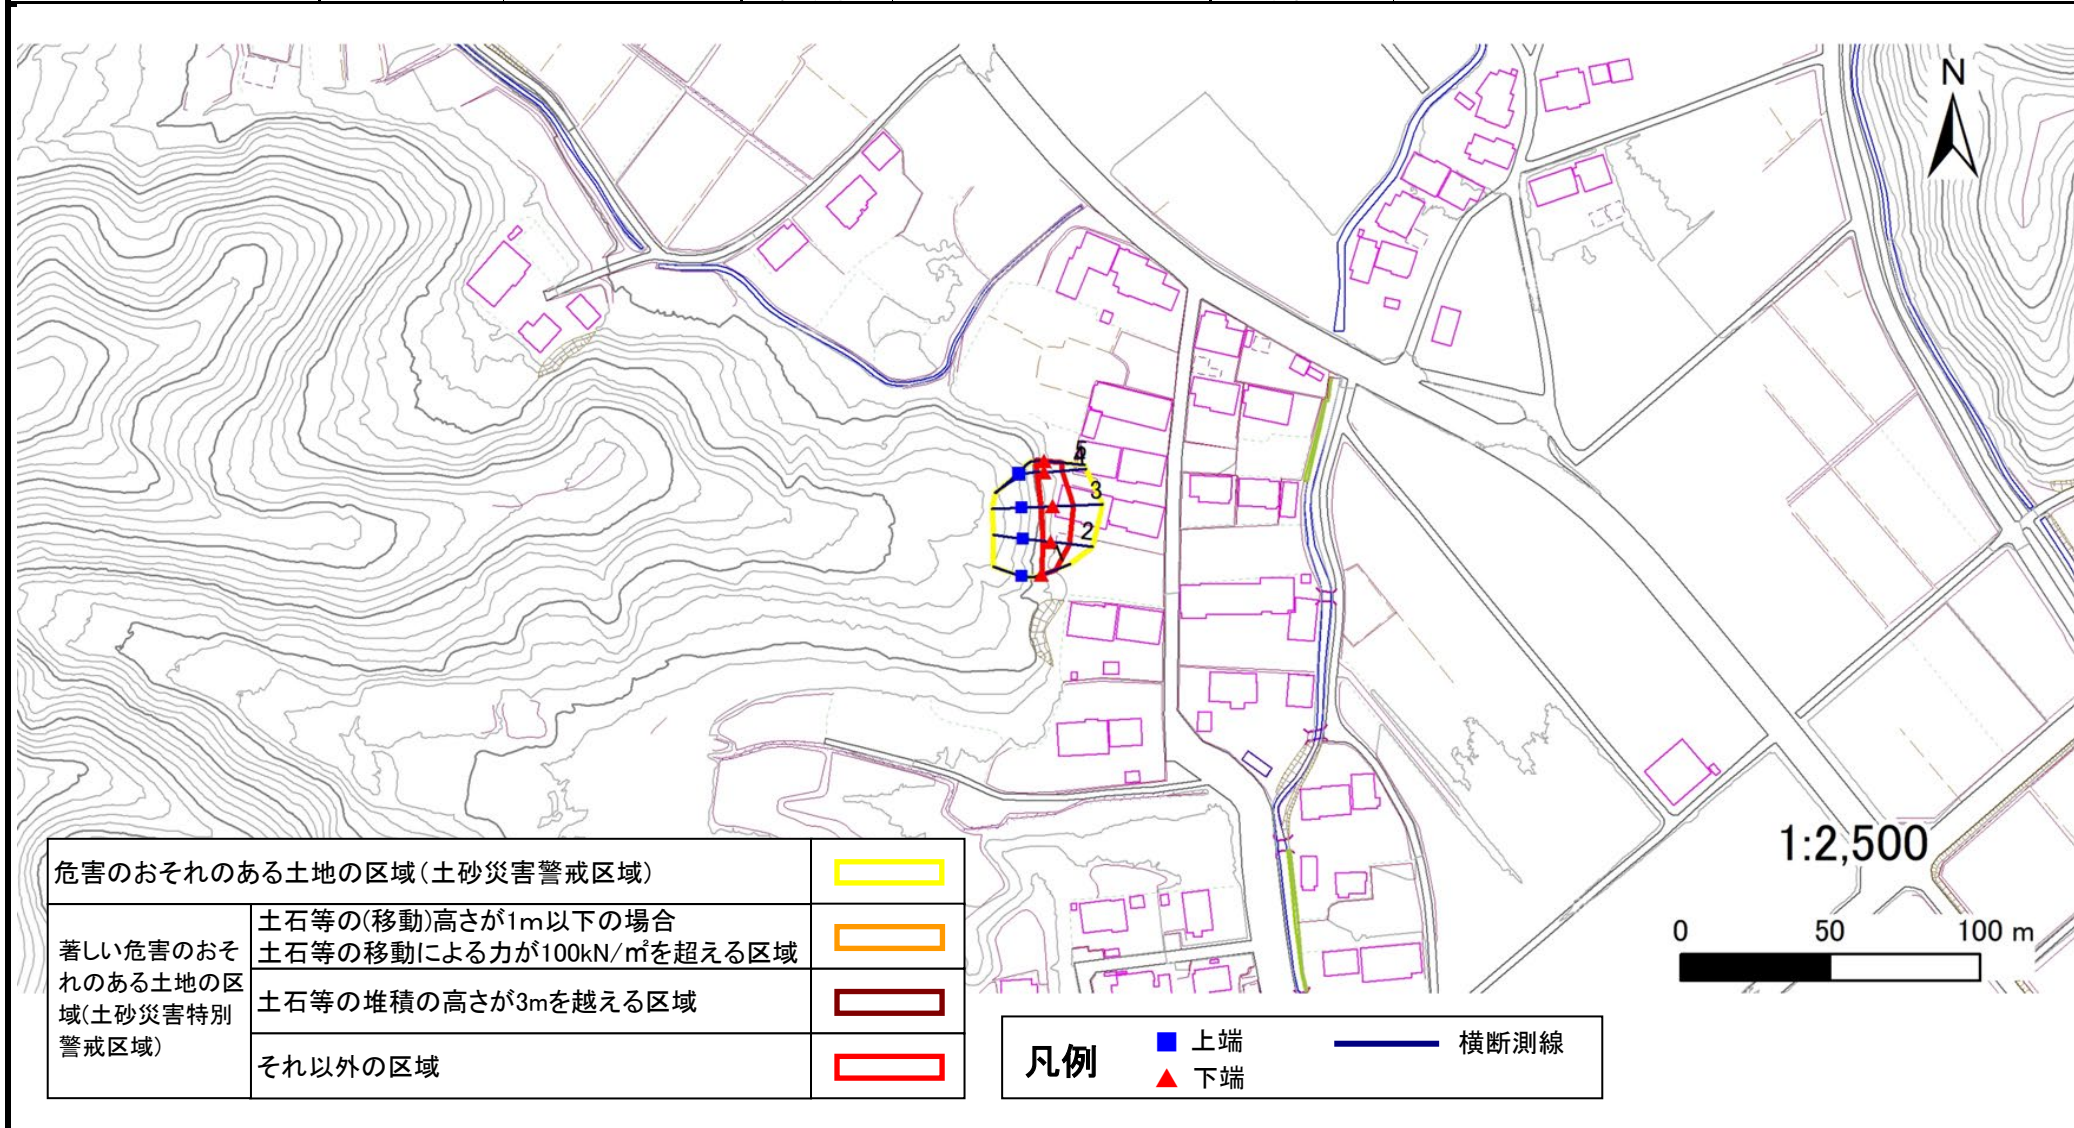 N
5
4
3
2
1
1:2,500
0 50 100 m
危害のおそれのある土地の区域(土砂災害警戒区域)
著しい危害のおそ
れのある土地の区
域(土砂災害特別
警戒区域)
土石等の(移動)高さが1m以下の場合
土石等の移動による力が100kN/㎡を超える区域
土石等の堆積の高さが3mを越える区域
それ以外の区域
凡例
上端
下端
横断測線